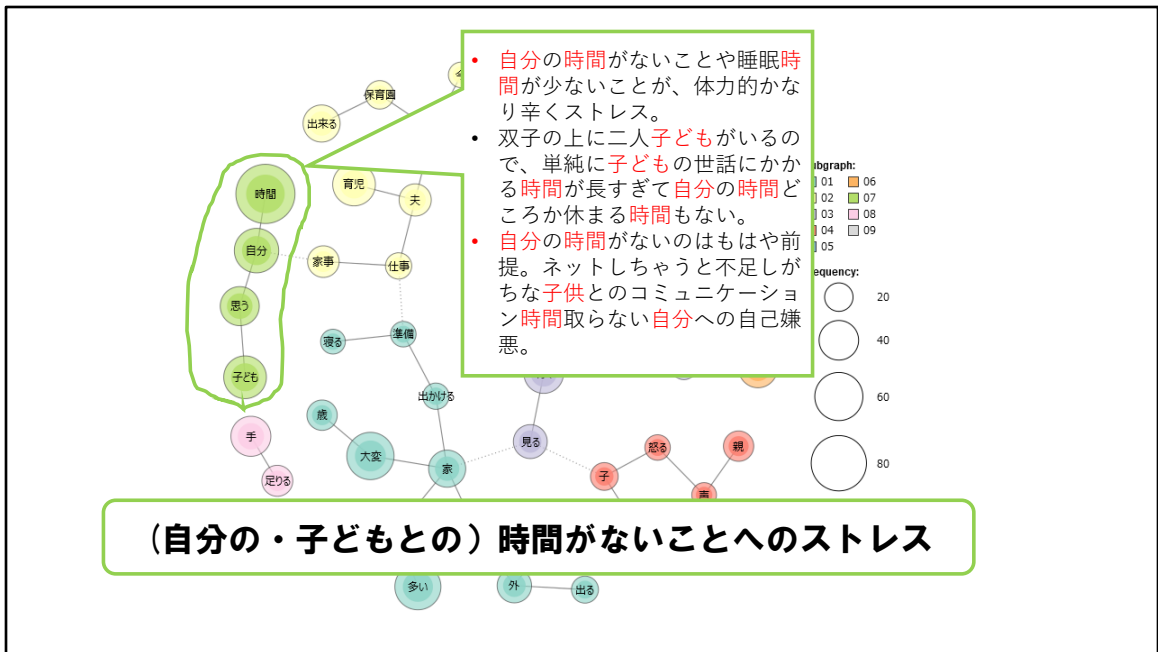 • 自分の時間がないことや睡眠時
間が少ないことが、体力的かな
り辛くストレス。
• 双子の上に二人子どもがいるの
で、単純に子どもの世話にかか
る時間が長すぎて自分の時間ど
ころか休まる時間もない。
• 自分の時間がないのはもはや前
提。ネットしちゃうと不足しが
ちな子供とのコミュニケーショ
ン時間取らない自分への自己嫌
悪。
保育園
出来る
育児
夫
時間
自分
家事
仕事
思う
寝る
準備
子ども
出かける
歳
手
大変
家
見る
足りる
子
怒る
親
声
bgraph:
01 06
02 07
03 08
04 09
05
equency:
20
40
60
80
（自分の・子どもとの）時間がないことへのストレス
多い
外
出る